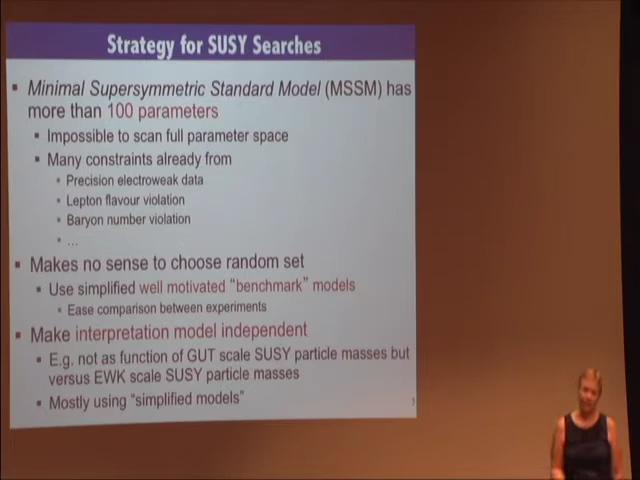 Strategy for SUSY Searches
▪ Minimal Supersymmetric Standard Model (MSSM) has
more than 100 parameters
▪ Impossible to scan full parameter space
▪ Many constraints already from
▪ Precision electroweak data
▪ Lepton flavour violation
▪ Baryon number violation
▪ ...
▪ Makes no sense to choose random set
▪ Use simplified well motivated "benchmark" models
▪ Ease comparison between experiments
▪ Make interpretation model independent
▪ E.g. not as function of GUT scale SUSY particle masses but
versus EWK scale SUSY particle masses
▪ Mostly using "simplified models"